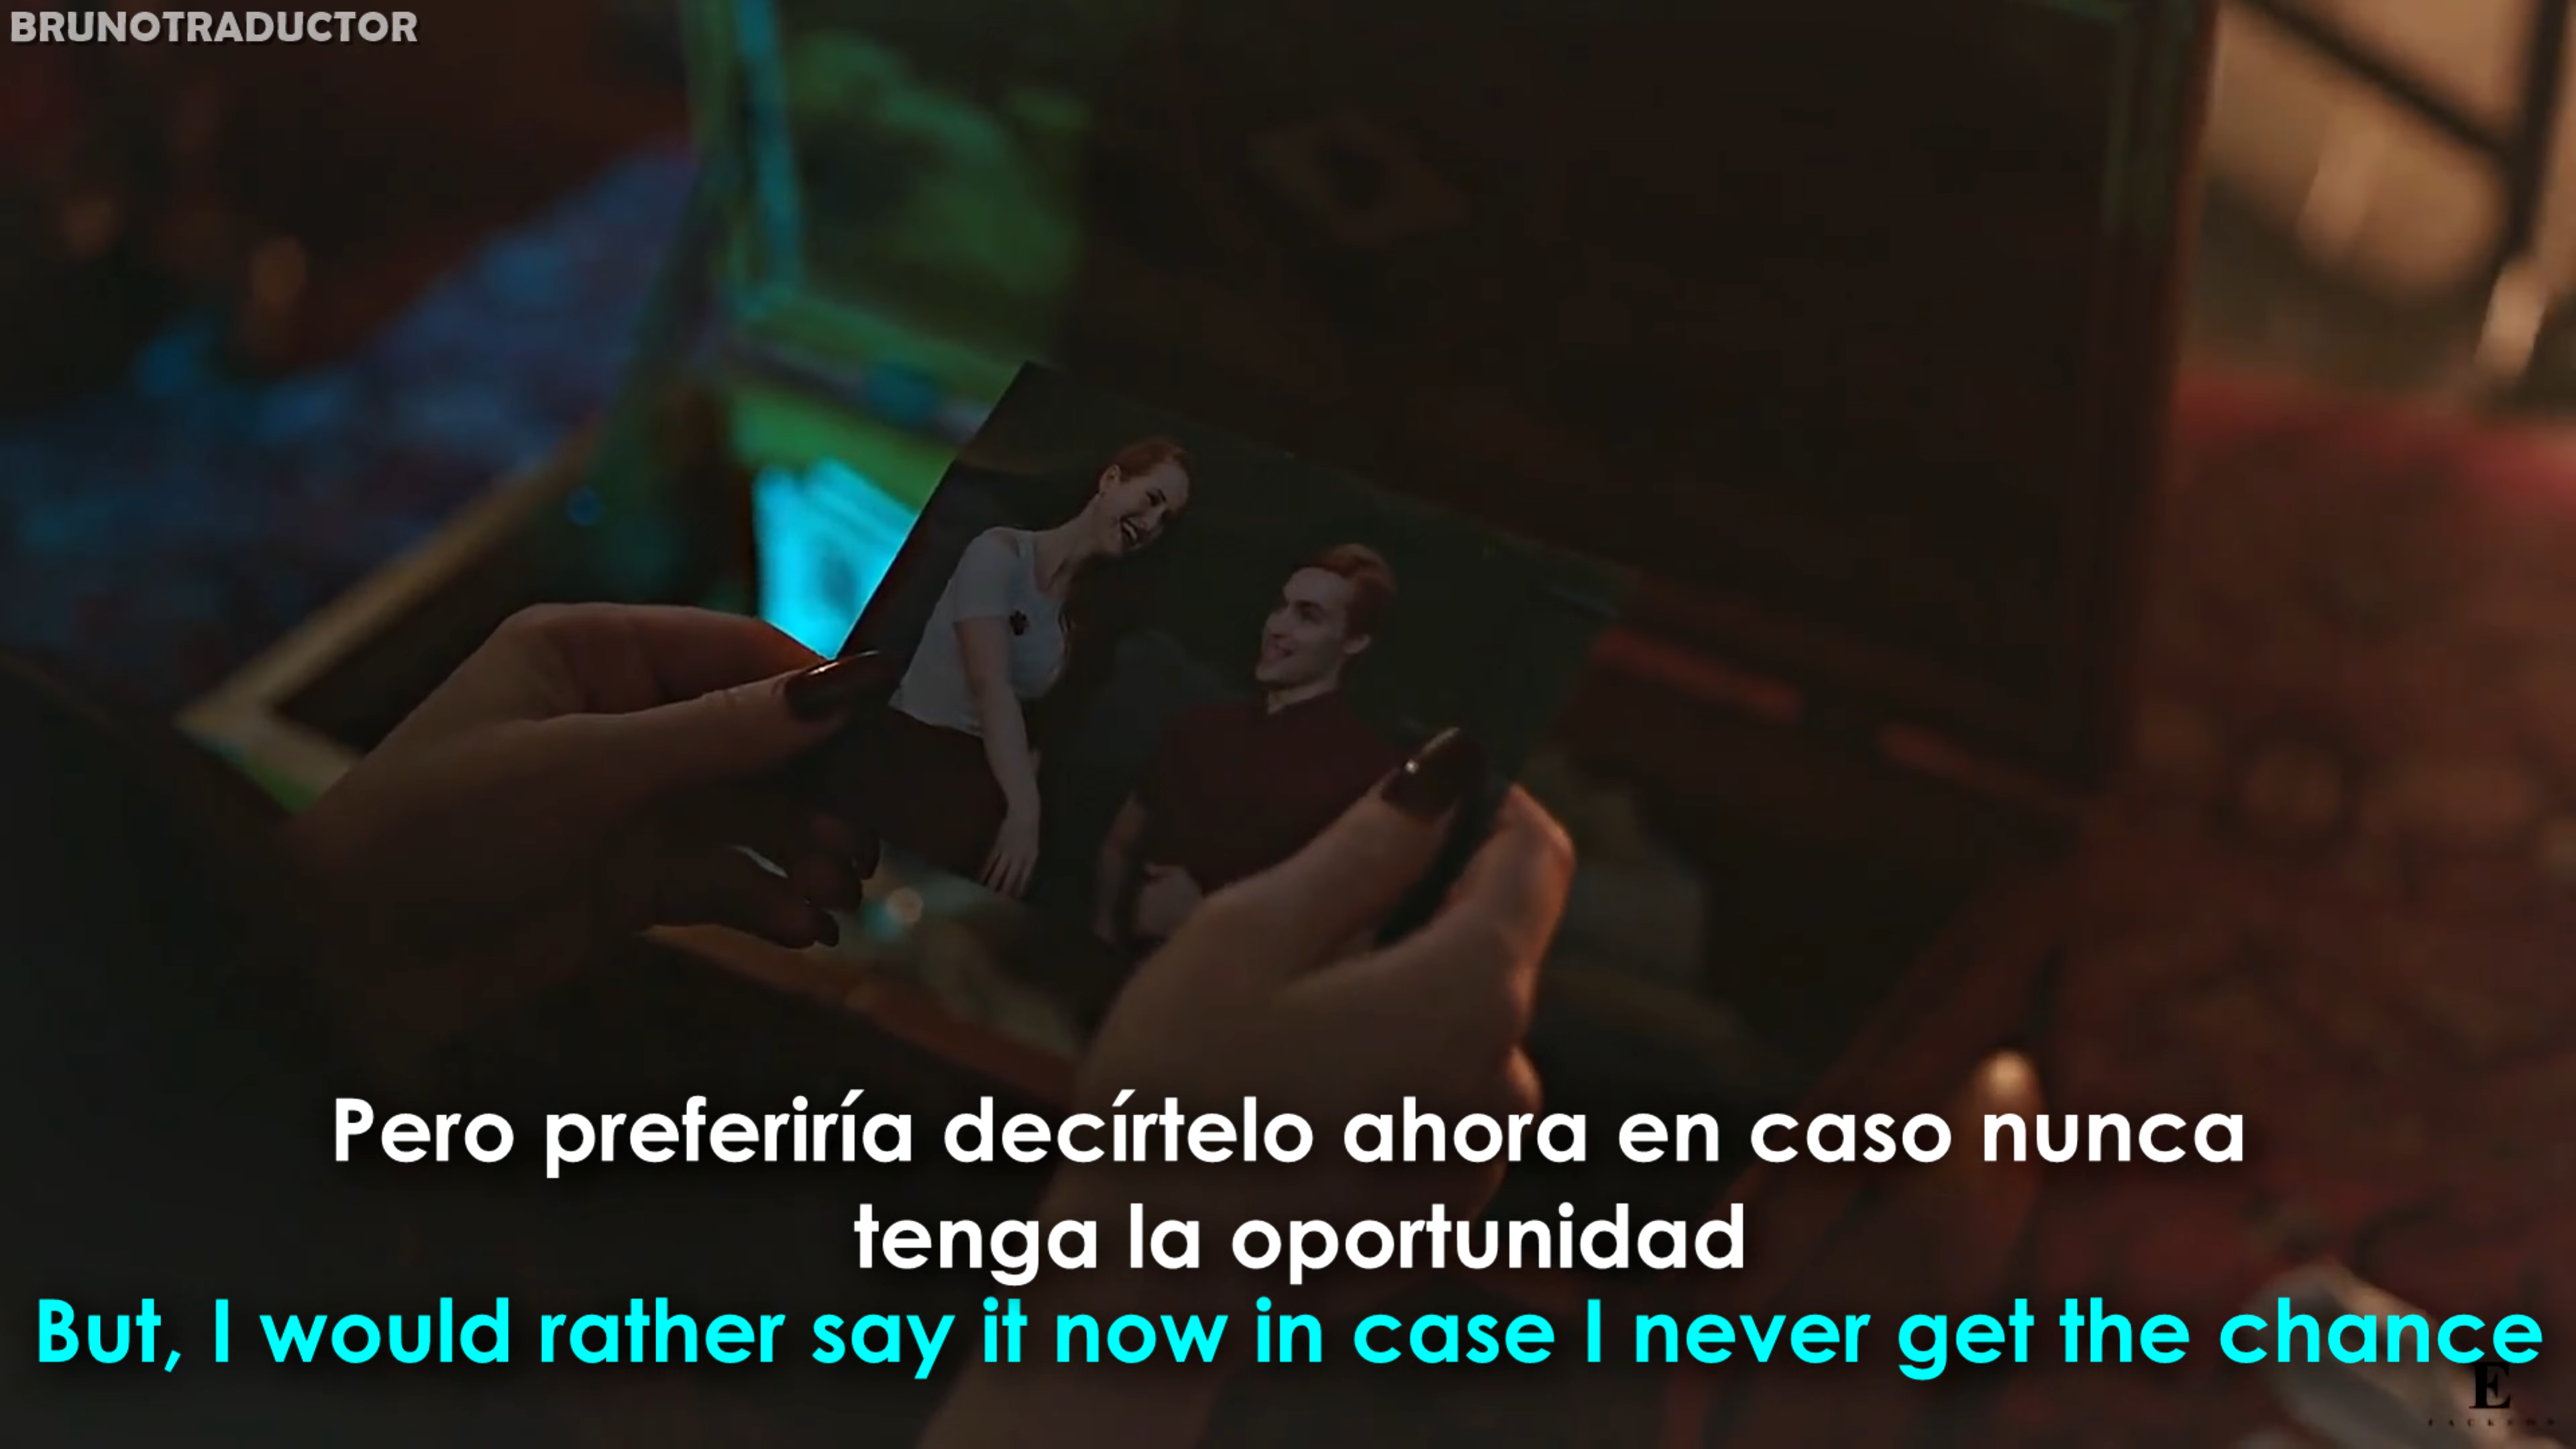 BRUNOTRADUCTOR
Pero preferiría decírtelo ahora en caso nunca
tenga la oportunidad
But, I would rather say it now in case I never get the chance
E